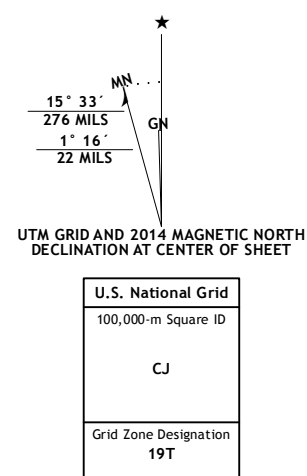 MN
15° 33´
276 MILS
GN
1° 16´
22 MILS
UTM GRID AND 2014 MAGNETIC NORTH
DECLINATION AT CENTER OF SHEET
U.S. National Grid
100,000-m Square ID
CJ
Grid Zone Designation
19T